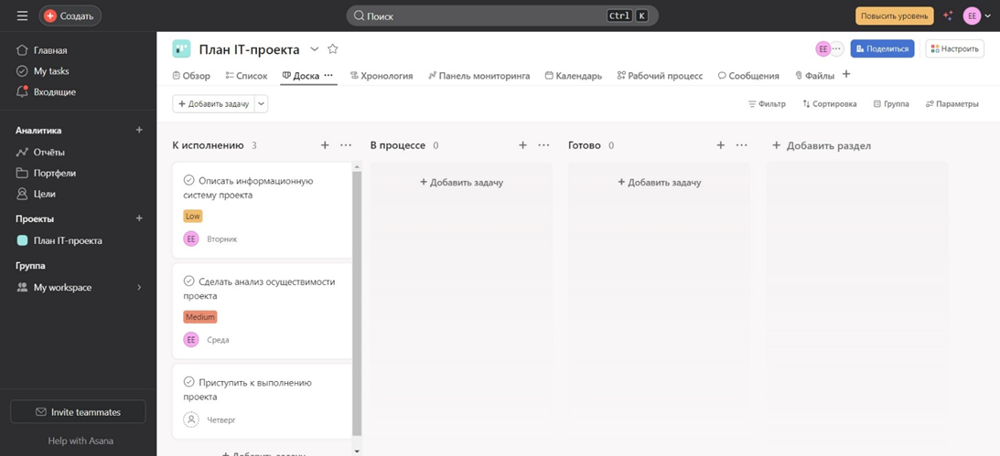 Создать
Поиск
Ctrl K
Повысить уровень
EE
Главная
My tasks
Входящие
Аналитика
Отчёты
Портфели
Цели
Проекты
План IT-проекта
Группа
My workspace
Invite teammates
Help with Asana
План IT-проекта
EE
Поделиться
Настроить
Обзор
Список
Доска
Хронология
Панель мониторинга
Календарь
Рабочий процесс
Сообщения
Файлы
+ Добавить задачу
Фильтр
Сортировка
Группа
Параметры
К исполнению 3
Описать информационную
систему проекта
Low
EE Вторник
Сделать анализ осуществимости
проекта
Medium
EE Среда
Приступить к выполнению
проекта
Четверг
+ Добавить задачу
В процессе 0
+ Добавить задачу
Готово 0
+ Добавить задачу
+ Добавить раздел